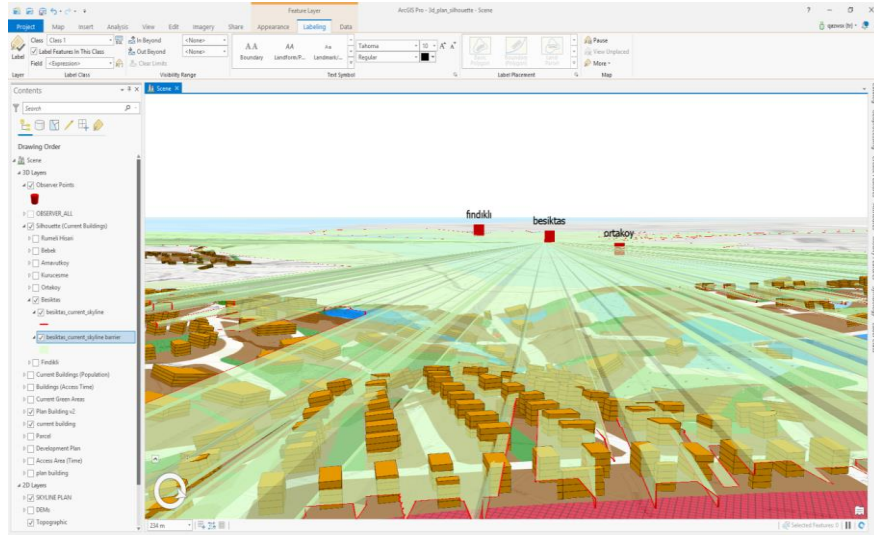 Feature Layer
ArcGIS Pro - 3d_plan_silhouette - Scene
Project Map Insert Analysis View Edit Imagery Share Appearance Labeling Data
Class Class 1
Label Features in This Class
Field <Expression>
Label
In Beyond <None>
Out Beyond <None>
Clear Limits
AA AA Aa
Boundary Landform/P... Landmark/...
Tahoma 10
Regular
Pause
View Unplaced
More
Layer Label Class Visibility Range Text Symbol Label Placement Map
Contents
Search
Drawing Order
Scene
3D Layers
Observer Points
OBSERVER_ALL
Silhouette (Current Buildings)
Rumeli Hisari
Bebek
Arnavutkoy
Kurucesme
Ortakoy
Besiktas
besiktas_current_skyline
besiktas_current_skyline barrier
Findikli
Current Buildings (Population)
Buildings (Access Time)
Current Green Areas
Plan Building v2
current building
Parcel
Development Plan
Access Area (Time)
plan building
2D Layers
SKYLINE PLAN
DEMs
Topographic
Scene
findıklı
besiktas
ortakoy
234 m
Selected Features: 0